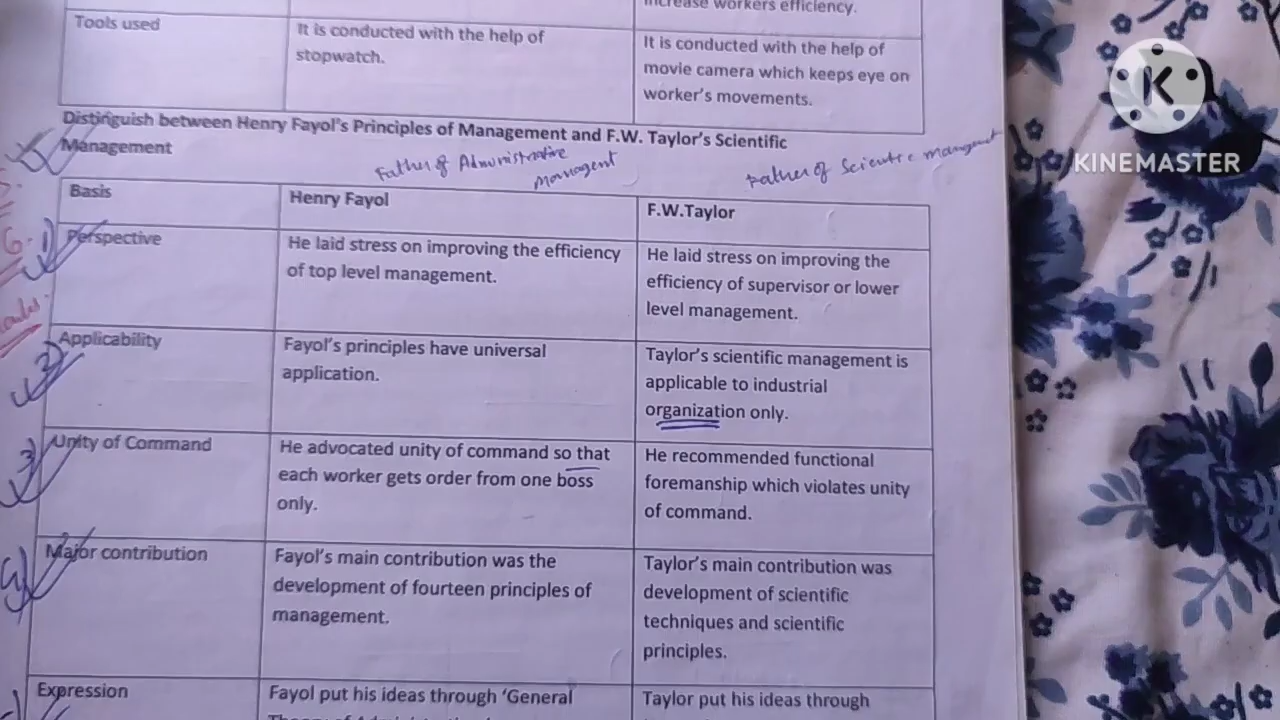 increase workers efficiency.
Tools used
It is conducted with the help of
stopwatch.
It is conducted with the help of
movie camera which keeps eye on
worker's movements.
KINEMASTER
Distinguish between Henry Fayol's Principles of Management and F.W. Taylor's Scientific
Management
Father of Administrative
Father of
Basis
Henry Fayol
F.W.Taylor
1)
Perspective
He laid stress on improving the efficiency
of top level management.
He laid stress on improving the
efficiency of supervisor or lower
level management.
2)
Applicability
Fayol's principles have universal
application.
Taylor's scientific management is
applicable to industrial
organization only.
3)
Unity of Command
He advocated unity of command so that
each worker gets order from one boss
only.
He recommended functional
foremanship which violates unity
of command.
Major contribution
Fayol's main contribution was the
development of fourteen principles of
management.
Taylor's main contribution was
development of scientific
techniques and scientific
principles.
Expression
Fayol put his ideas through 'General
Taylor put his ideas through